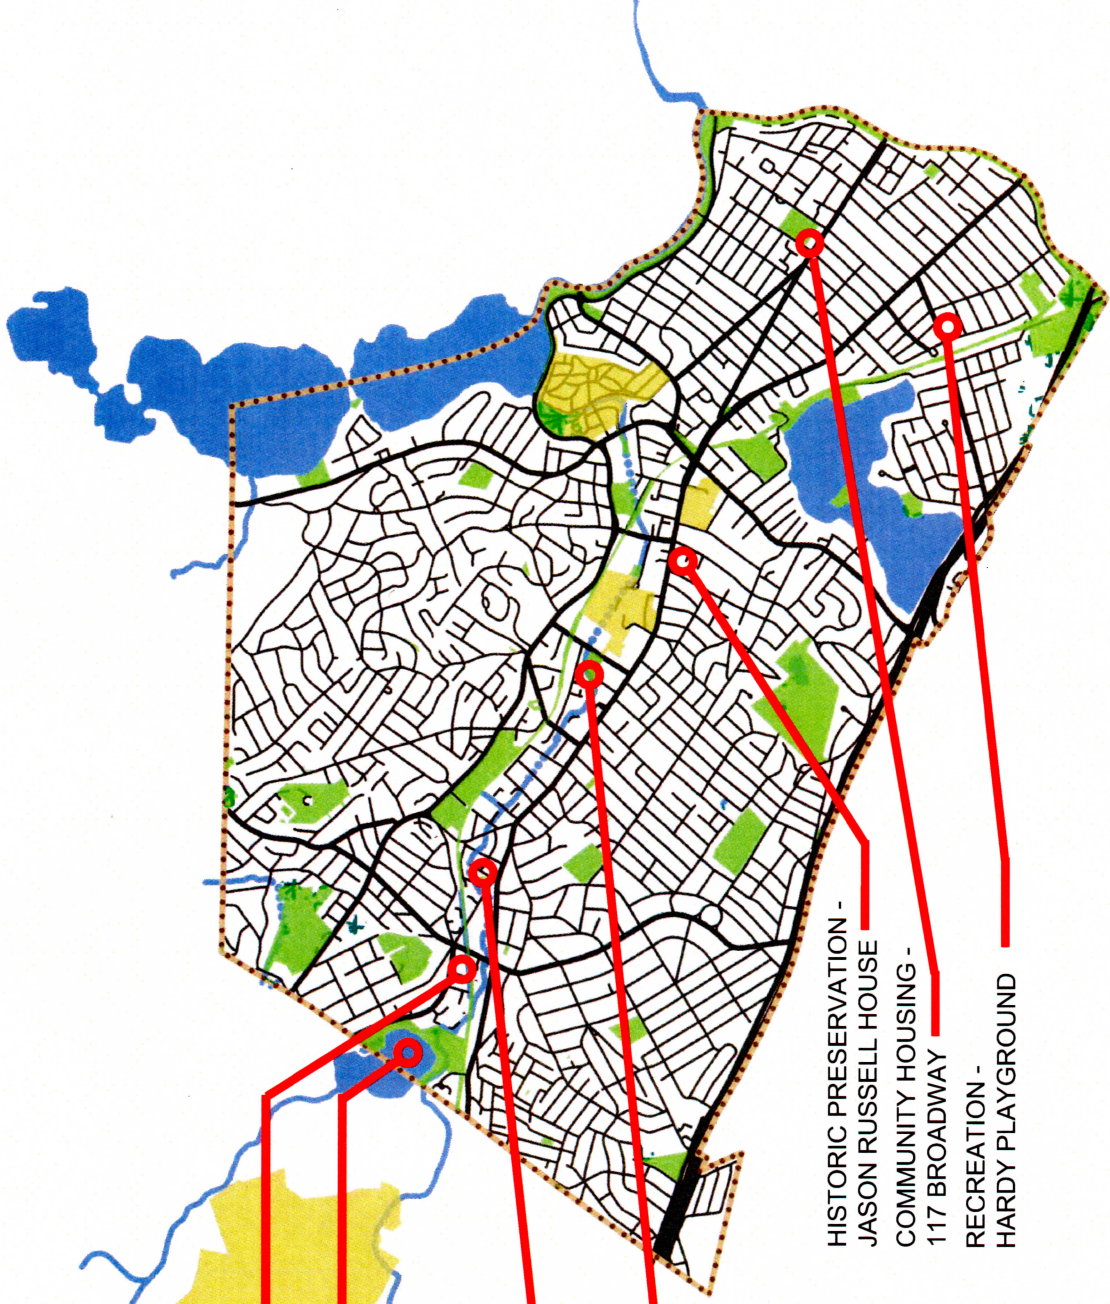 HISTORIC PRESERVATION -
JASON RUSSELL HOUSE
COMMUNITY HOUSING -
117 BROADWAY
RECREATION -
HARDY PLAYGROUND